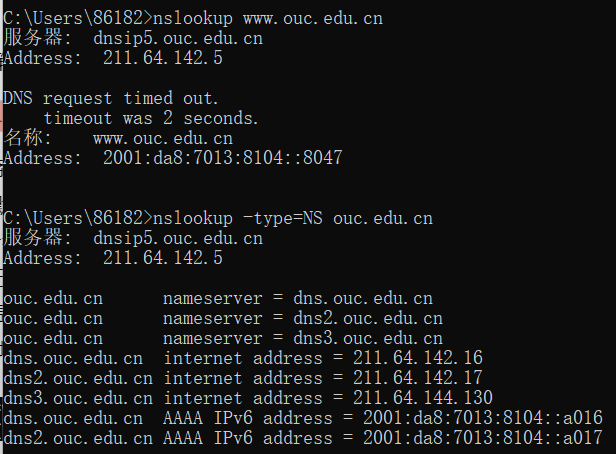 C:\Users\86182>nslookup www.ouc.edu.cn
服务器:  dnsip5.ouc.edu.cn
Address:  211.64.142.5
DNS request timed out.
    timeout was 2 seconds.
名称:    www.ouc.edu.cn
Address:  2001:da8:7013:8104::8047
C:\Users\86182>nslookup -type=NS ouc.edu.cn
服务器:  dnsip5.ouc.edu.cn
Address:  211.64.142.5
ouc.edu.cn      nameserver = dns.ouc.edu.cn
ouc.edu.cn      nameserver = dns2.ouc.edu.cn
ouc.edu.cn      nameserver = dns3.ouc.edu.cn
dns.ouc.edu.cn  internet address = 211.64.142.16
dns2.ouc.edu.cn internet address = 211.64.142.17
dns3.ouc.edu.cn internet address = 211.64.144.130
dns.ouc.edu.cn  AAAA IPv6 address = 2001:da8:7013:8104::a016
dns2.ouc.edu.cn AAAA IPv6 address = 2001:da8:7013:8104::a017